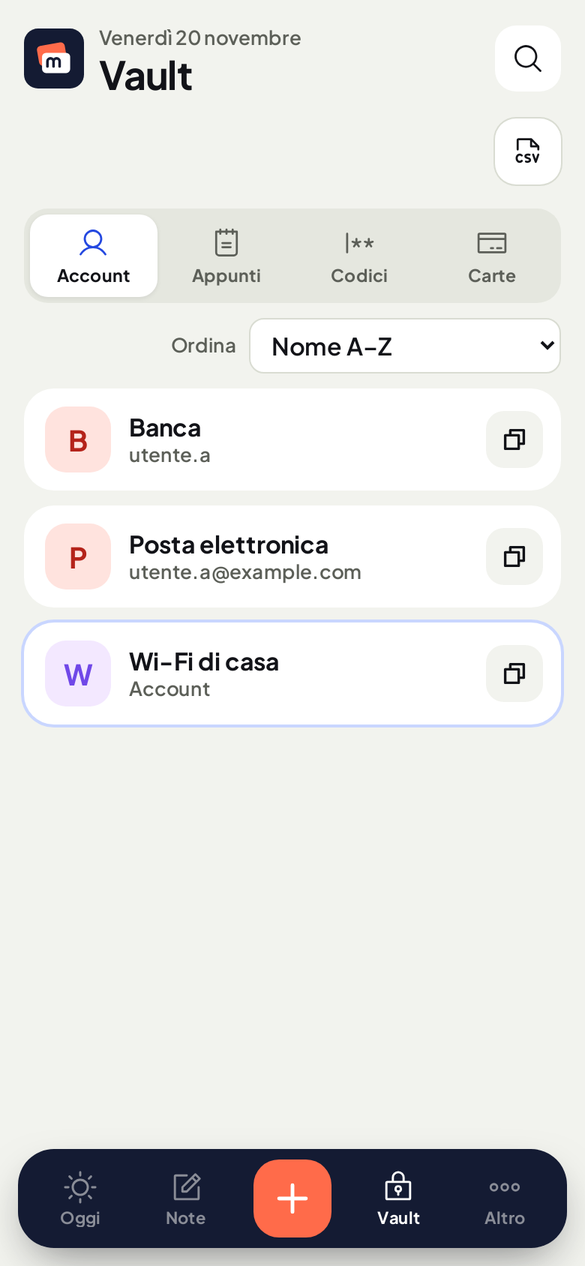 Venerdì 20 novembre
m
Vault
CSV
Account
Appunti
|**
Codici
Carte
Ordina
Nome A–Z
B
Banca
utente.a
P
Posta elettronica
utente.a@example.com
W
Wi-Fi di casa
Account
Oggi
Note
+
Vault
Altro